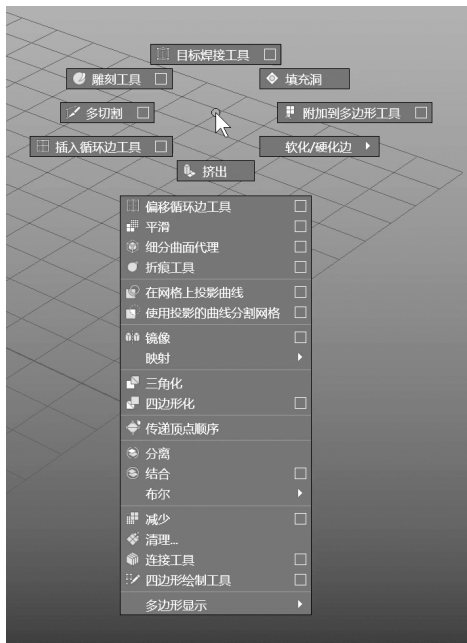 目标焊接工具
雕刻工具
填充洞
多切割
附加到多边形工具
插入循环边工具
软化/硬化边
挤出
偏移循环边工具
平滑
细分曲面代理
折痕工具
在网格上投影曲线
使用投影的曲线分割网格
镜像
映射
三角化
四边形化
传递顶点顺序
分离
结合
布尔
减少
清理...
连接工具
四边形绘制工具
多边形显示